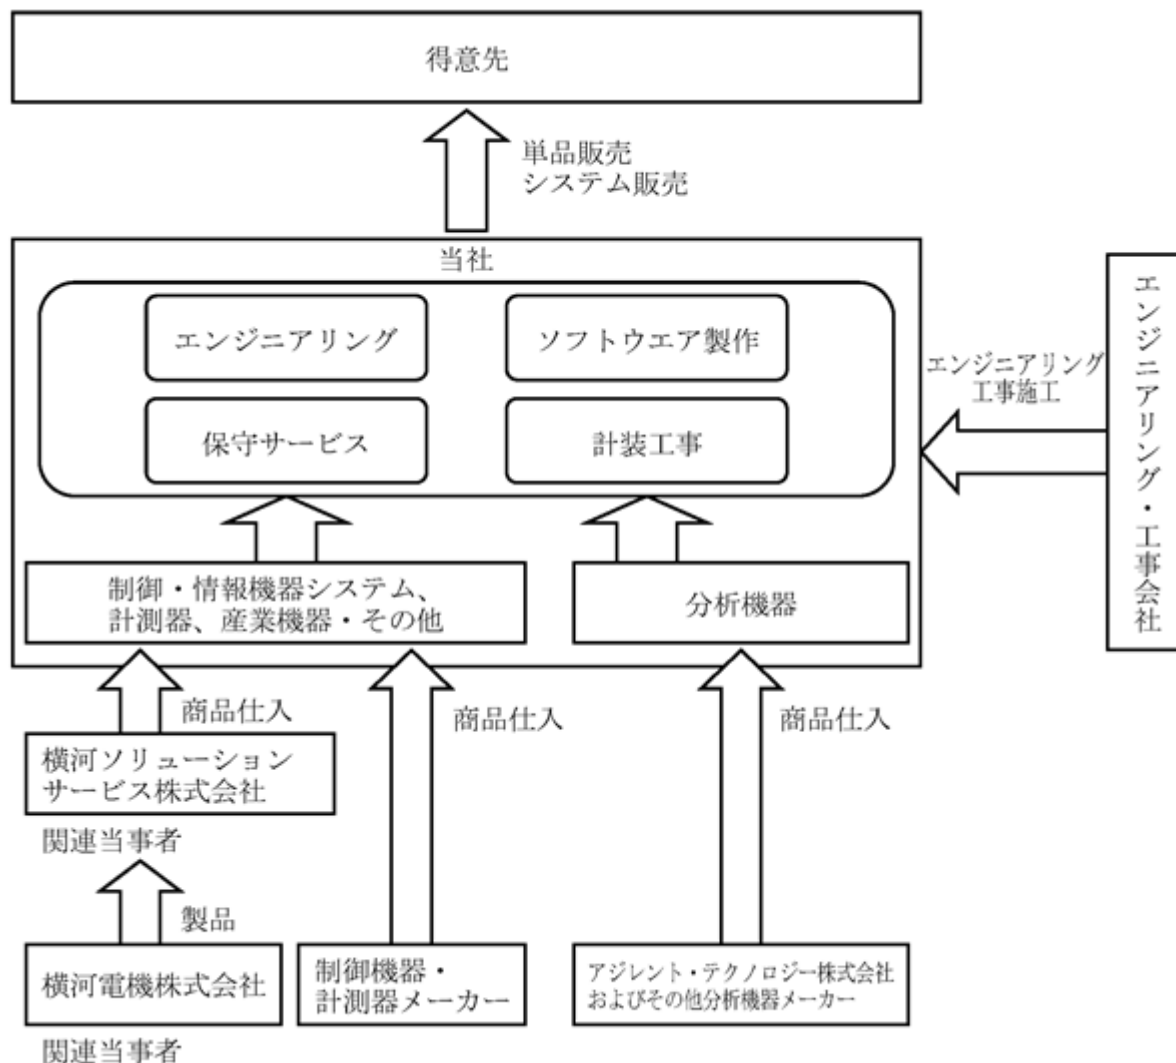 得意先
単品販売
システム販売
当社
エンジニアリング
ソフトウエア製作
保守サービス
計装工事
エンジニアリング
工事施工
エンジニアリング・工事会社
制御・情報機器システム、
計測器、産業機器・その他
分析機器
商品仕入
商品仕入
商品仕入
横河ソリューション
サービス株式会社
関連当事者
製品
横河電機株式会社
関連当事者
制御機器・
計測器メーカー
アジレント・テクノロジー株式会社
およびその他分析機器メーカー